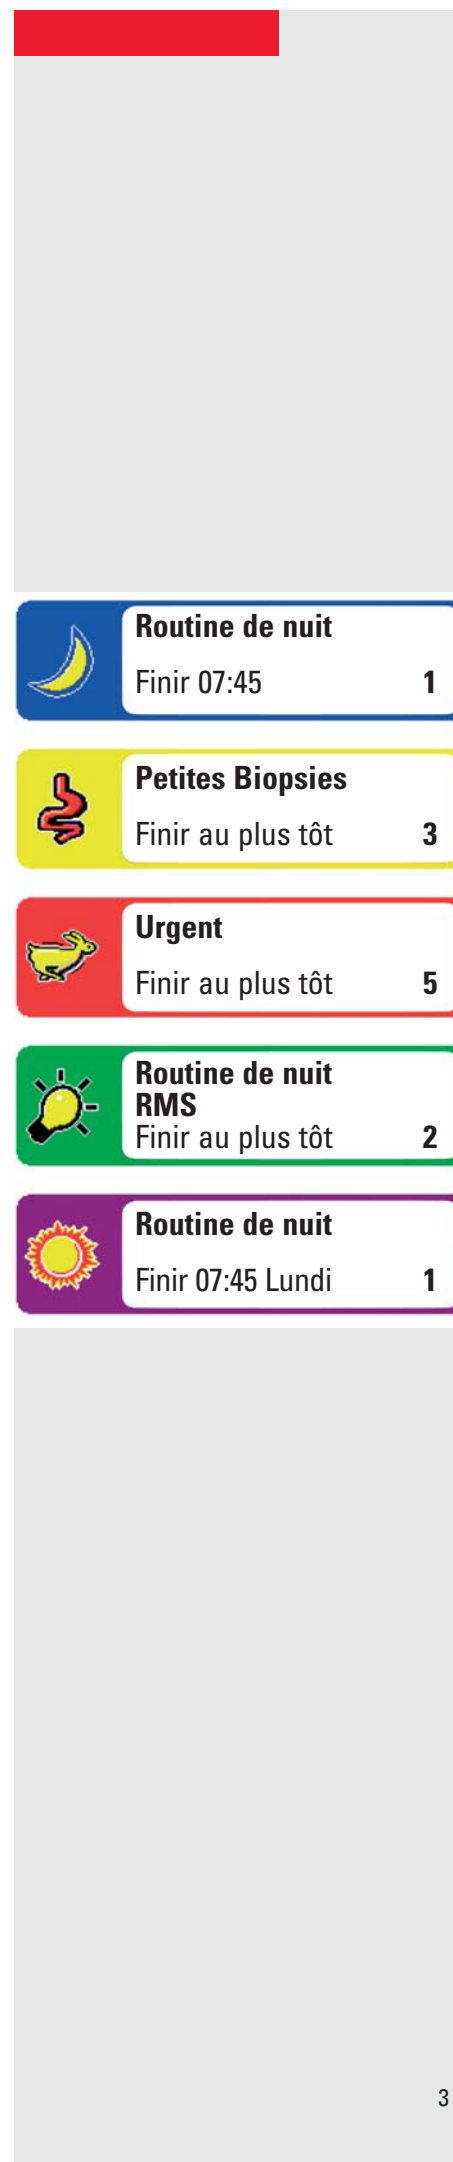 Routine de nuit
Finir 07:45 1
Petites Biopsies
Finir au plus tôt 3
Urgent
Finir au plus tôt 5
Routine de nuit
RMS
Finir au plus tôt 2
Routine de nuit
Finir 07:45 Lundi 1
3